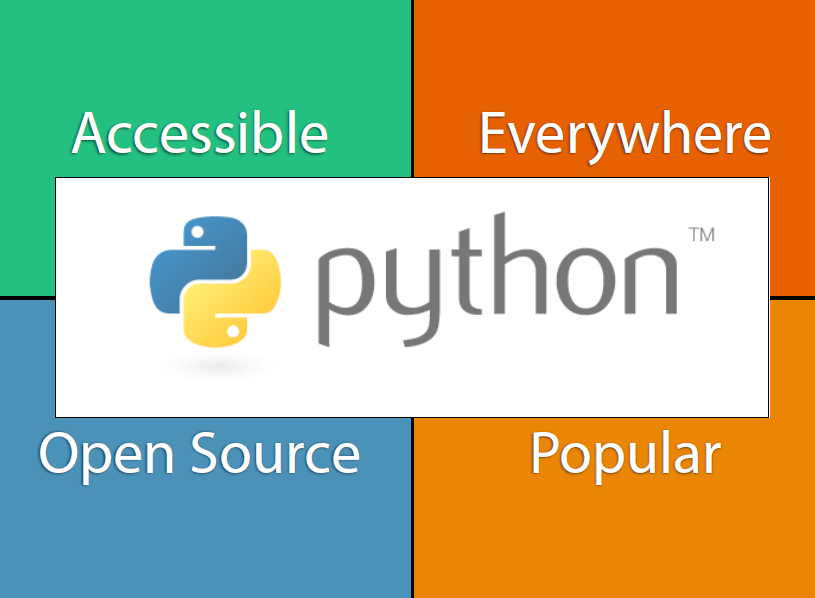 Accessible
Everywhere
python™
Open Source
Popular